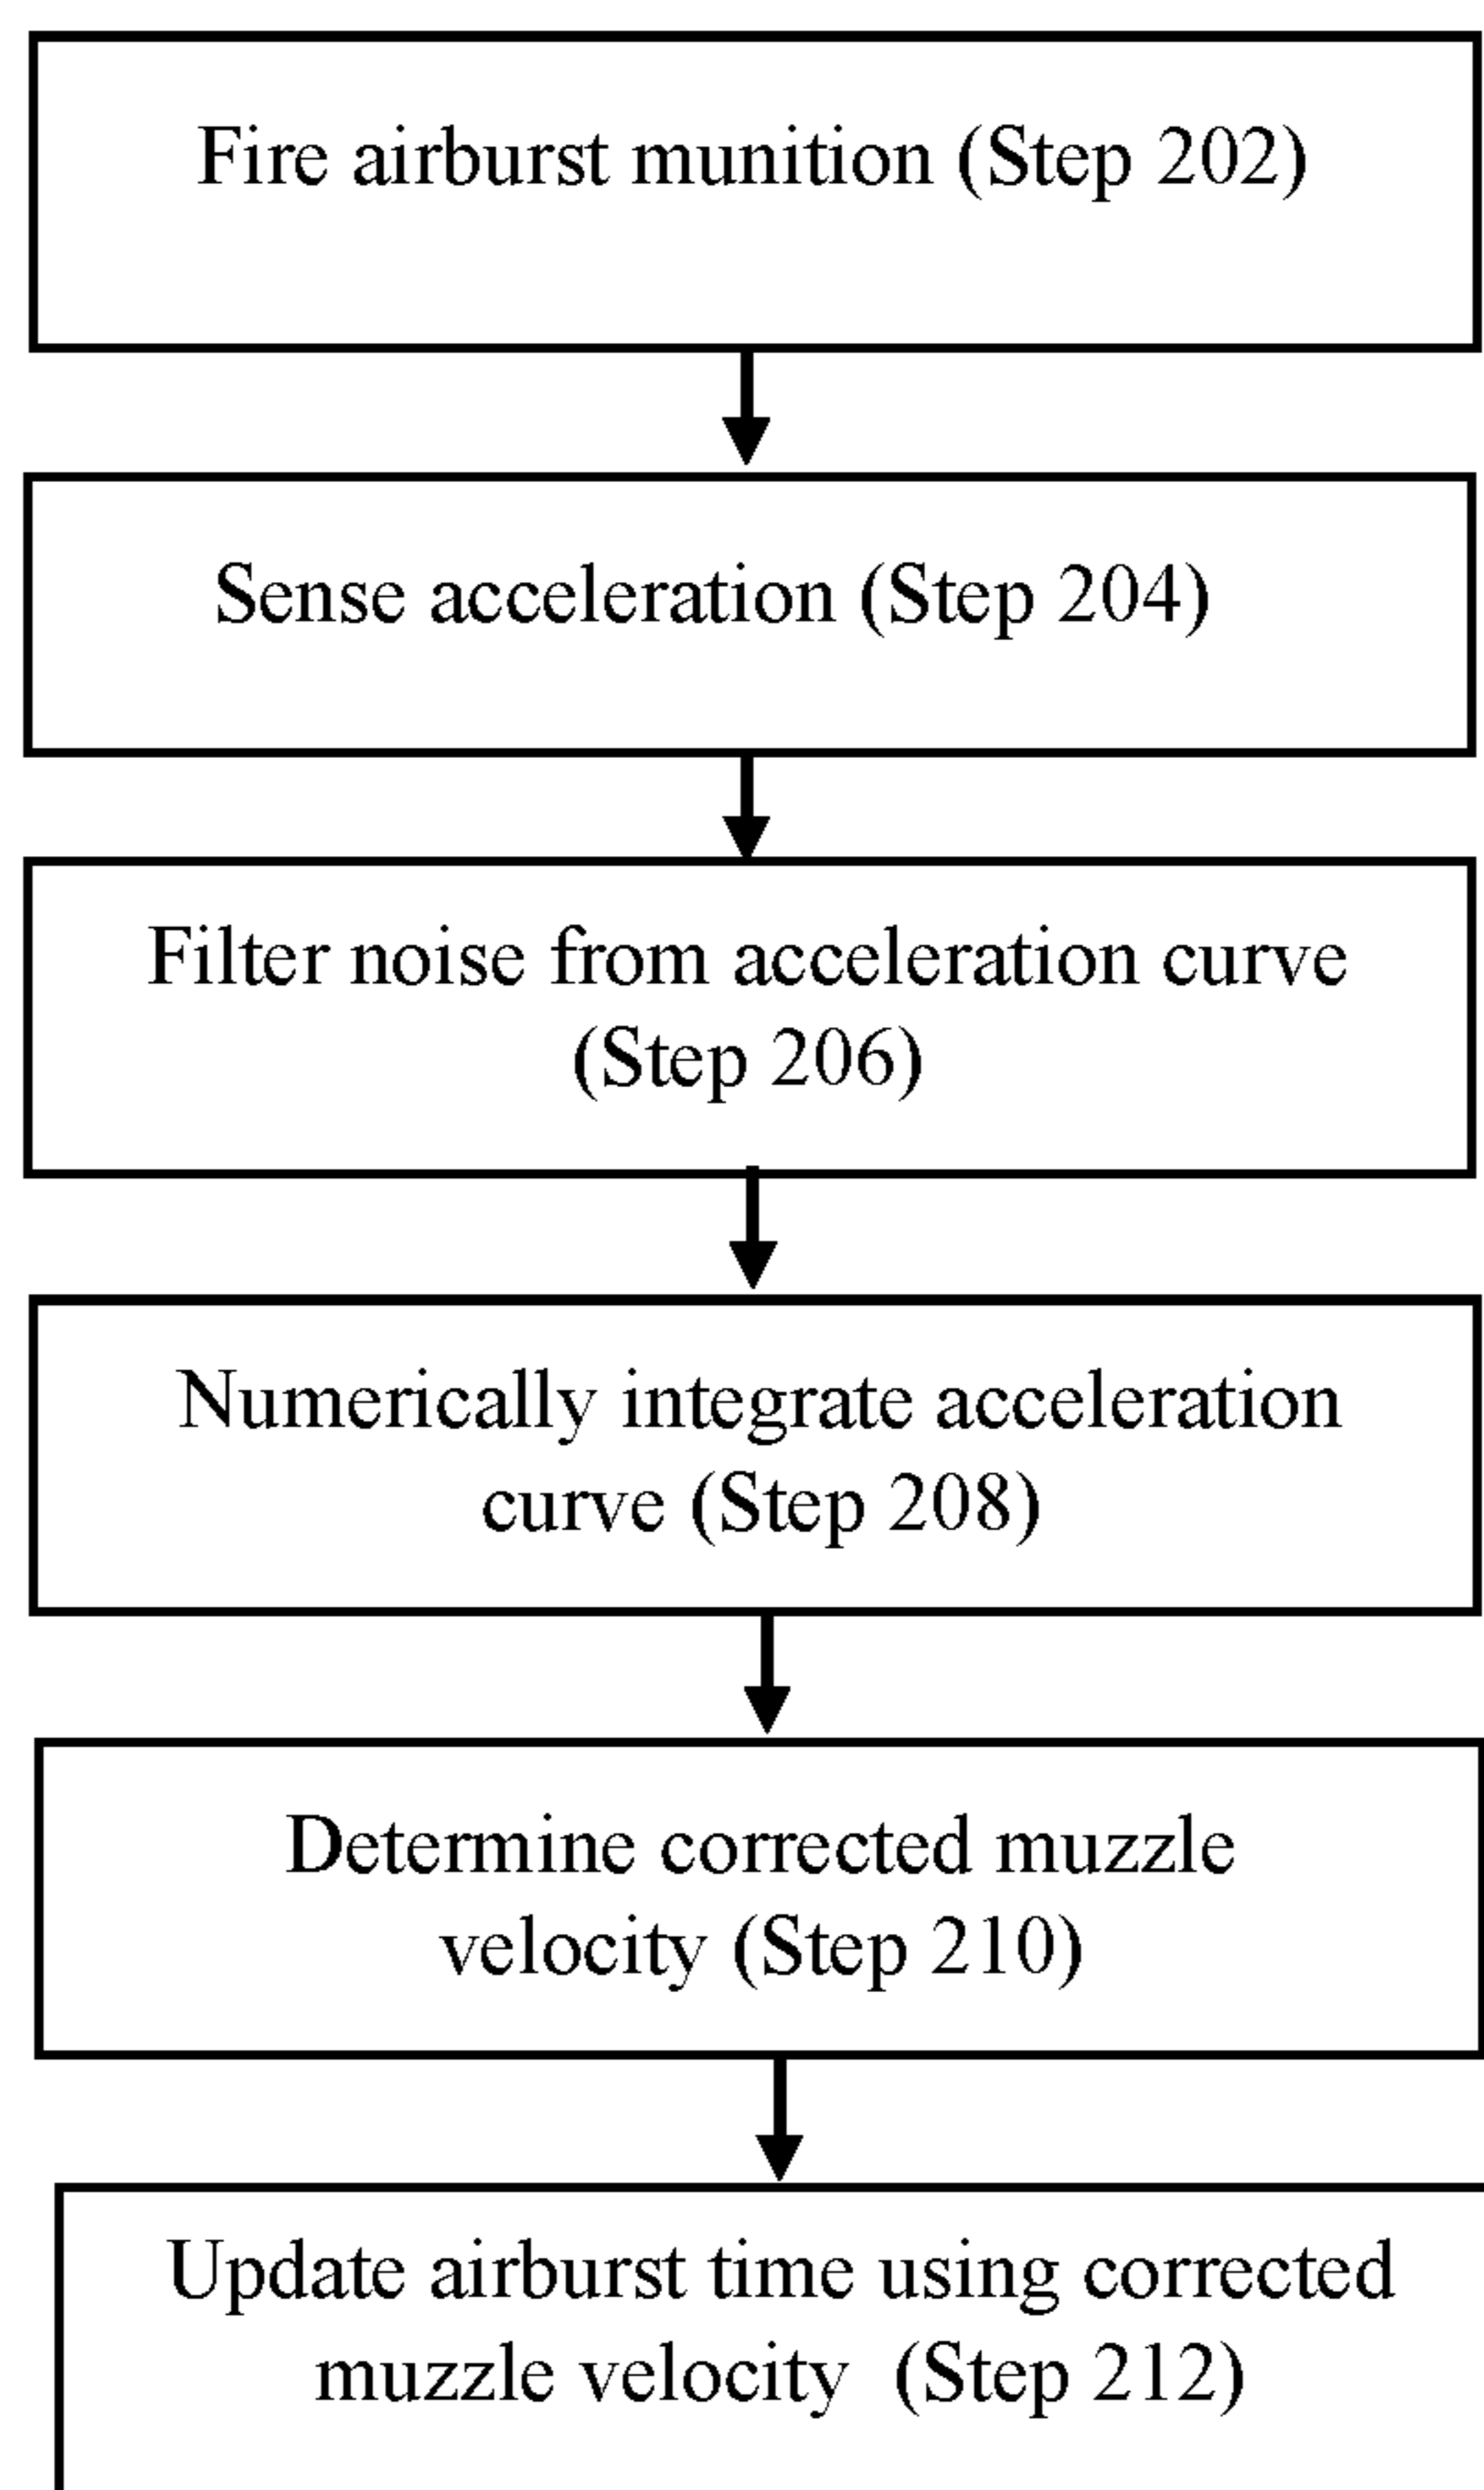 Fire airburst munition (Step 202)
Sense acceleration (Step 204)
Filter noise from acceleration curve
(Step 206)
Numerically integrate acceleration
curve (Step 208)
Determine corrected muzzle
velocity (Step 210)
Update airburst time using corrected
muzzle velocity  (Step 212)